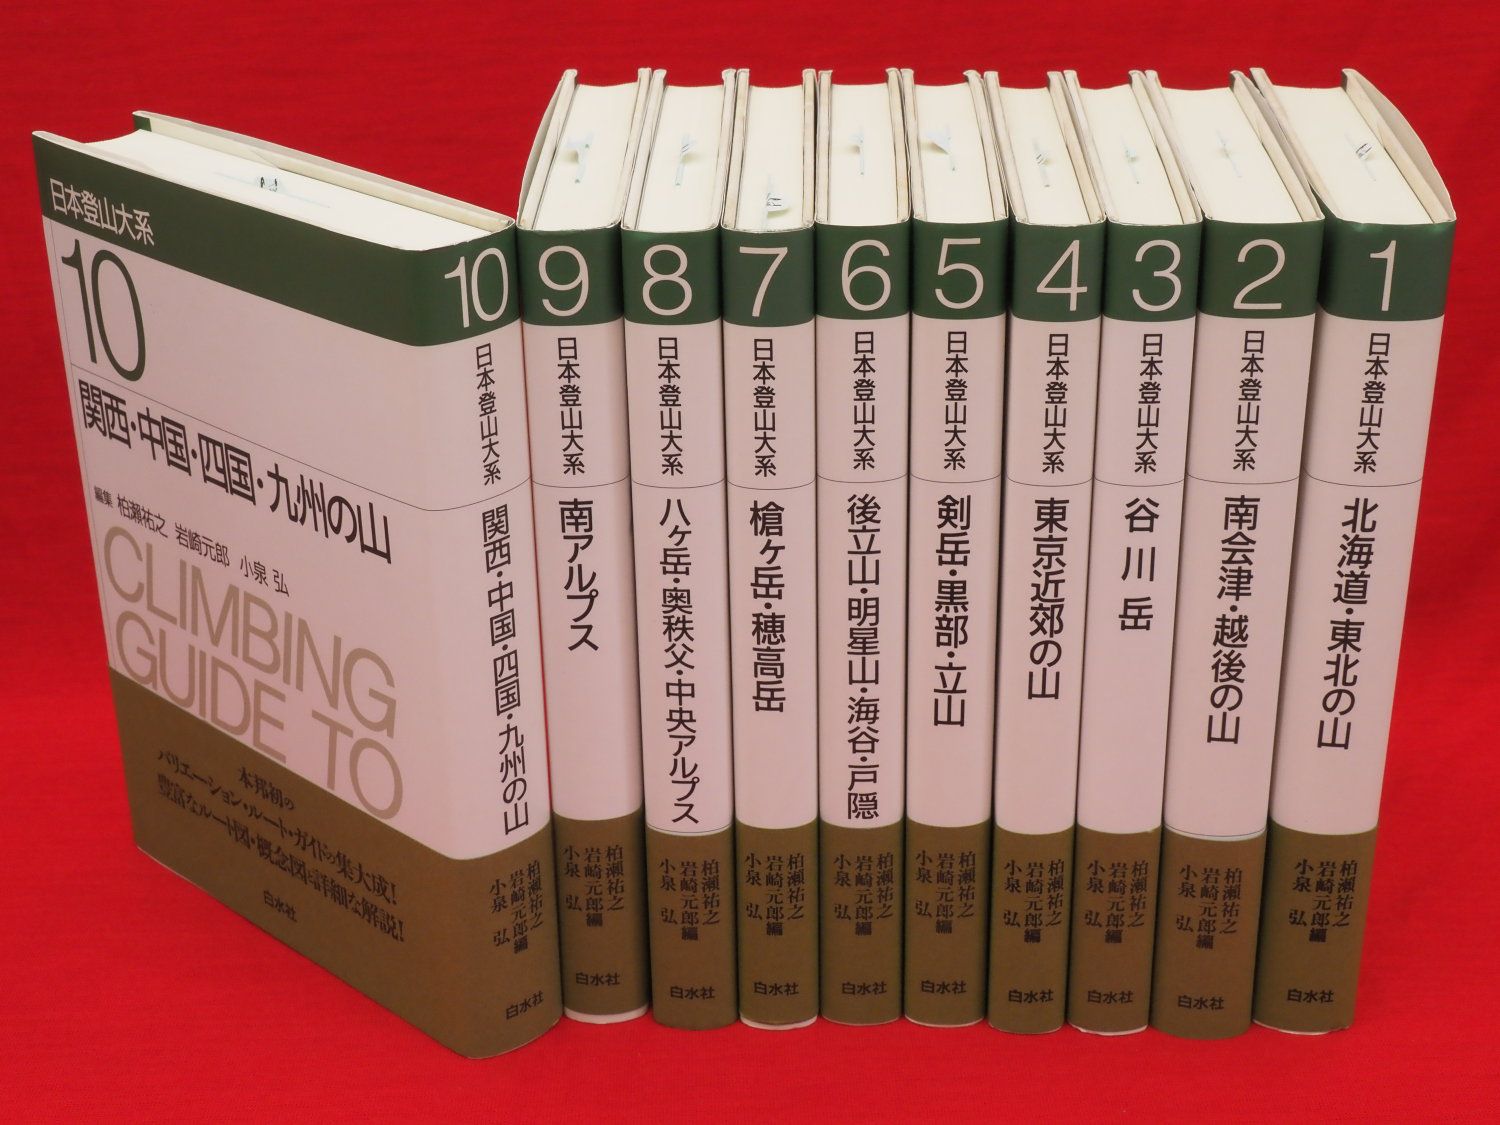 日本登山大系
10
関西・中国・四国・九州の山
編集 柏瀬祐之 岩崎元郎 小泉 弘
CLIMBING
GUIDE TO
本邦初の
バリエーション・ルート・ガイドの集大成!
豊富なルート図・概念図と詳細な解説!
白水社
10
日本登山大系
関西・中国・四国・九州の山
柏瀬祐之
岩崎元郎編
小泉 弘
白水社
9
日本登山大系
南アルプス
柏瀬祐之
岩崎元郎編
小泉 弘
白水社
8
日本登山大系
八ヶ岳・奥秩父・中央アルプス
柏瀬祐之
岩崎元郎編
小泉 弘
白水社
7
日本登山大系
槍ヶ岳・穂高岳
柏瀬祐之
岩崎元郎編
小泉 弘
白水社
6
日本登山大系
後立山・明星山・海谷・戸隠
柏瀬祐之
岩崎元郎編
小泉 弘
白水社
5
日本登山大系
剣岳・黒部・立山
柏瀬祐之
岩崎元郎編
小泉 弘
白水社
4
日本登山大系
東京近郊の山
柏瀬祐之
岩崎元郎編
小泉 弘
白水社
3
日本登山大系
谷川岳
柏瀬祐之
岩崎元郎編
小泉 弘
白水社
2
日本登山大系
南会津・越後の山
柏瀬祐之
岩崎元郎編
小泉 弘
白水社
1
日本登山大系
北海道・東北の山
柏瀬祐之
岩崎元郎編
小泉 弘
白水社